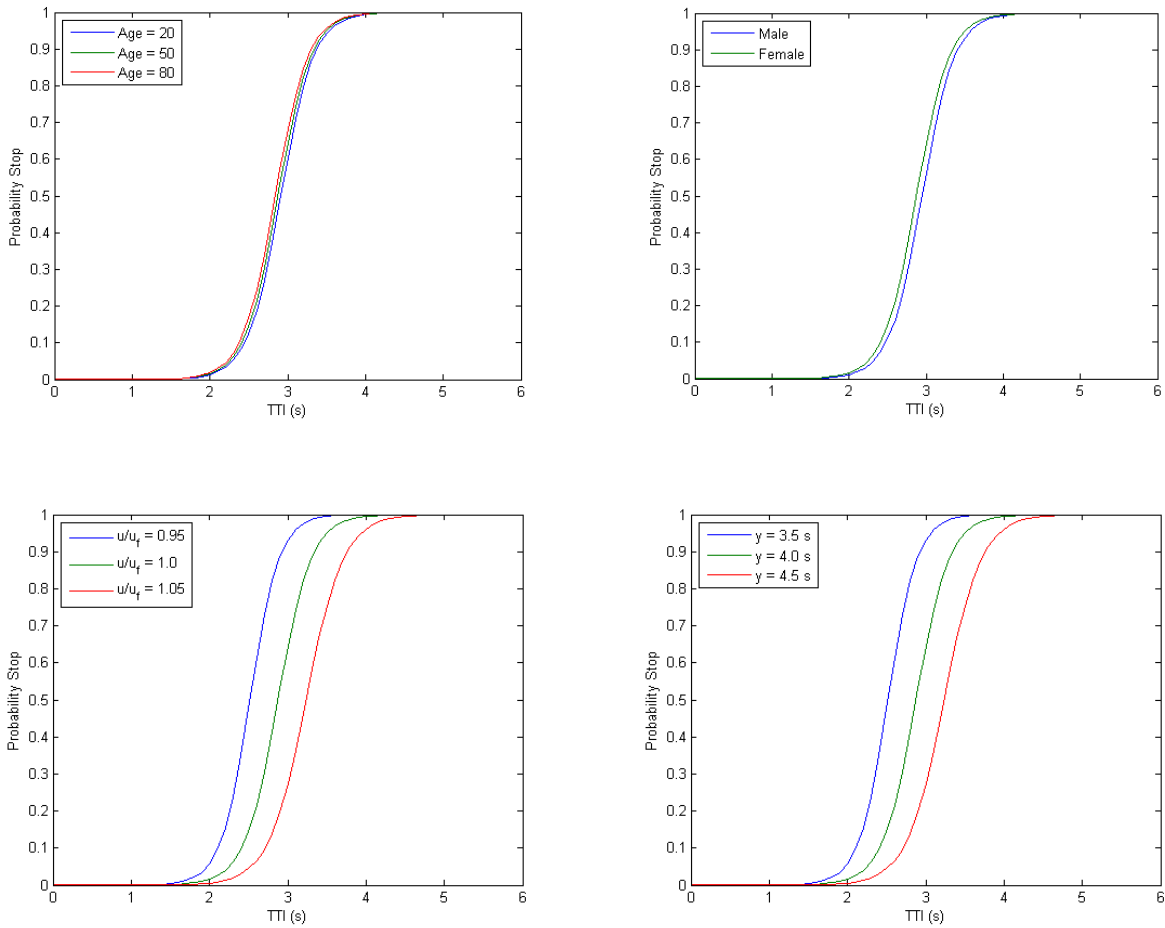 1
0.9
0.8
0.7
0.6
0.5
0.4
0.3
0.2
0.1
0
Probability Stop
Age = 20
Age = 50
Age = 80
0 1 2 3 4 5 6
TTI (s)
1
0.9
0.8
0.7
0.6
0.5
0.4
0.3
0.2
0.1
0
Probability Stop
Male
Female
0 1 2 3 4 5 6
TTI (s)
1
0.9
0.8
0.7
0.6
0.5
0.4
0.3
0.2
0.1
0
Probability Stop
u/uf = 0.95
u/uf = 1.0
u/uf = 1.05
0 1 2 3 4 5 6
TTI (s)
1
0.9
0.8
0.7
0.6
0.5
0.4
0.3
0.2
0.1
0
Probability Stop
y = 3.5 s
y = 4.0 s
y = 4.5 s
0 1 2 3 4 5 6
TTI (s)